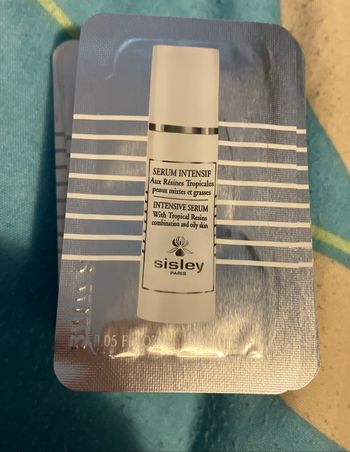 SERUM INTENSIF
Aux Résines Tropicales
peaux mixtes et grasses
INTENSIVE SERUM
With Tropical Resins
combination and oily skin
sisley
PARIS